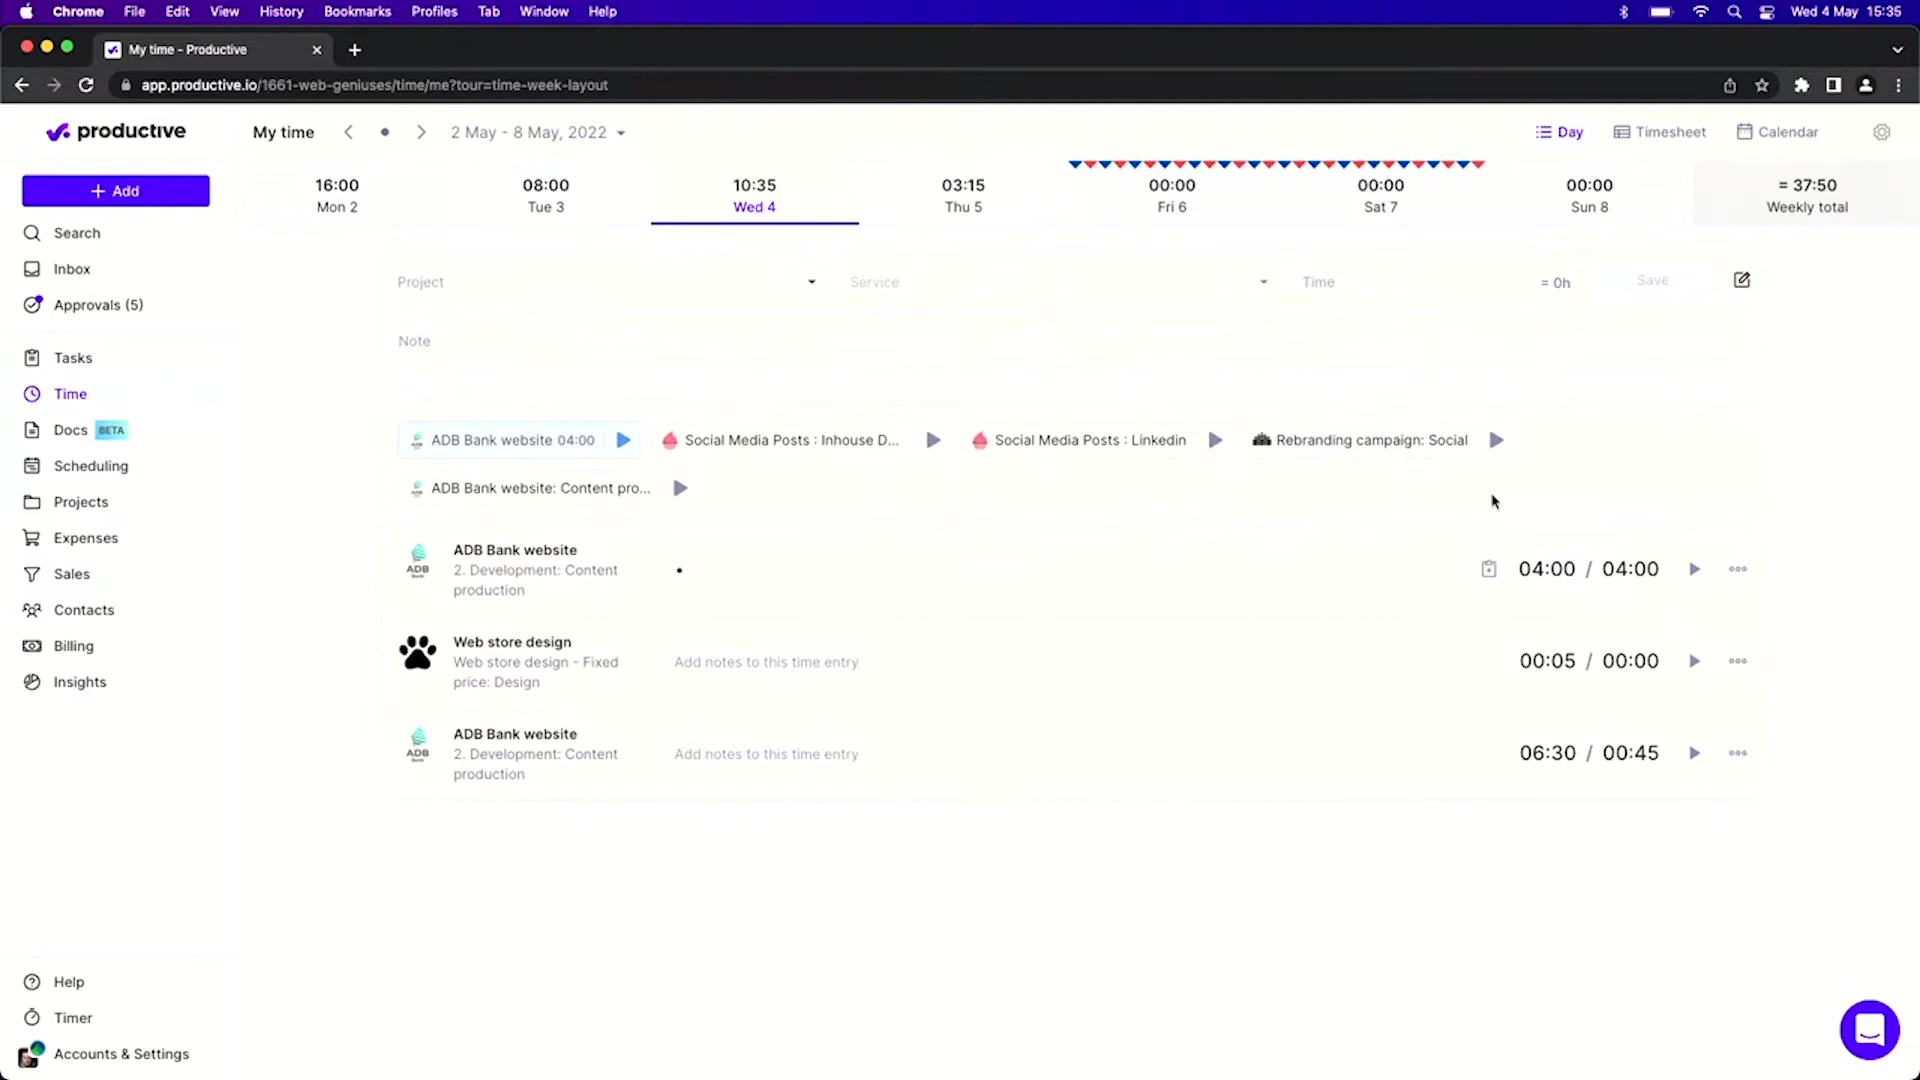 Chrome File Edit View History Bookmarks Profiles Tab Window Help Wed 4 May 15:35
My time - Productive
app.productive.io/1661-web-geniuses/time/me?tour=time-week-layout
productive
My time 2 May - 8 May, 2022 Day Timesheet Calendar
+ Add
16:00 08:00 10:35 03:15 00:00 00:00 00:00 = 37:50
Mon 2 Tue 3 Wed 4 Thu 5 Fri 6 Sat 7 Sun 8 Weekly total
Search
Inbox
Approvals (5)
Tasks
Time
Docs BETA
Scheduling
Projects
Expenses
Sales
Contacts
Billing
Insights
Help
Timer
Accounts & Settings
Project Service Time = 0h Save
Note
ADB Bank website 04:00 Social Media Posts : Inhouse D... Social Media Posts : Linkedin Rebranding campaign: Social
ADB Bank website: Content pro...
ADB Bank website
2. Development: Content
production
ADB
Bank
•
04:00 / 04:00
Web store design
Web store design - Fixed
price: Design
Add notes to this time entry
00:05 / 00:00
ADB Bank website
2. Development: Content
production
ADB
Bank
Add notes to this time entry
06:30 / 00:45